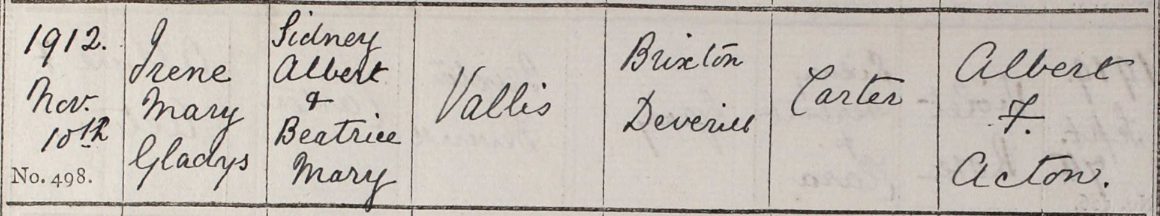 1912.
Nov.
10th
No. 498.
Irene
Mary
Gladys
Sidney
Albert
&
Beatrice
Mary
Vallis
Brixton
Deverill
Carter
Albert
F.
Acton.